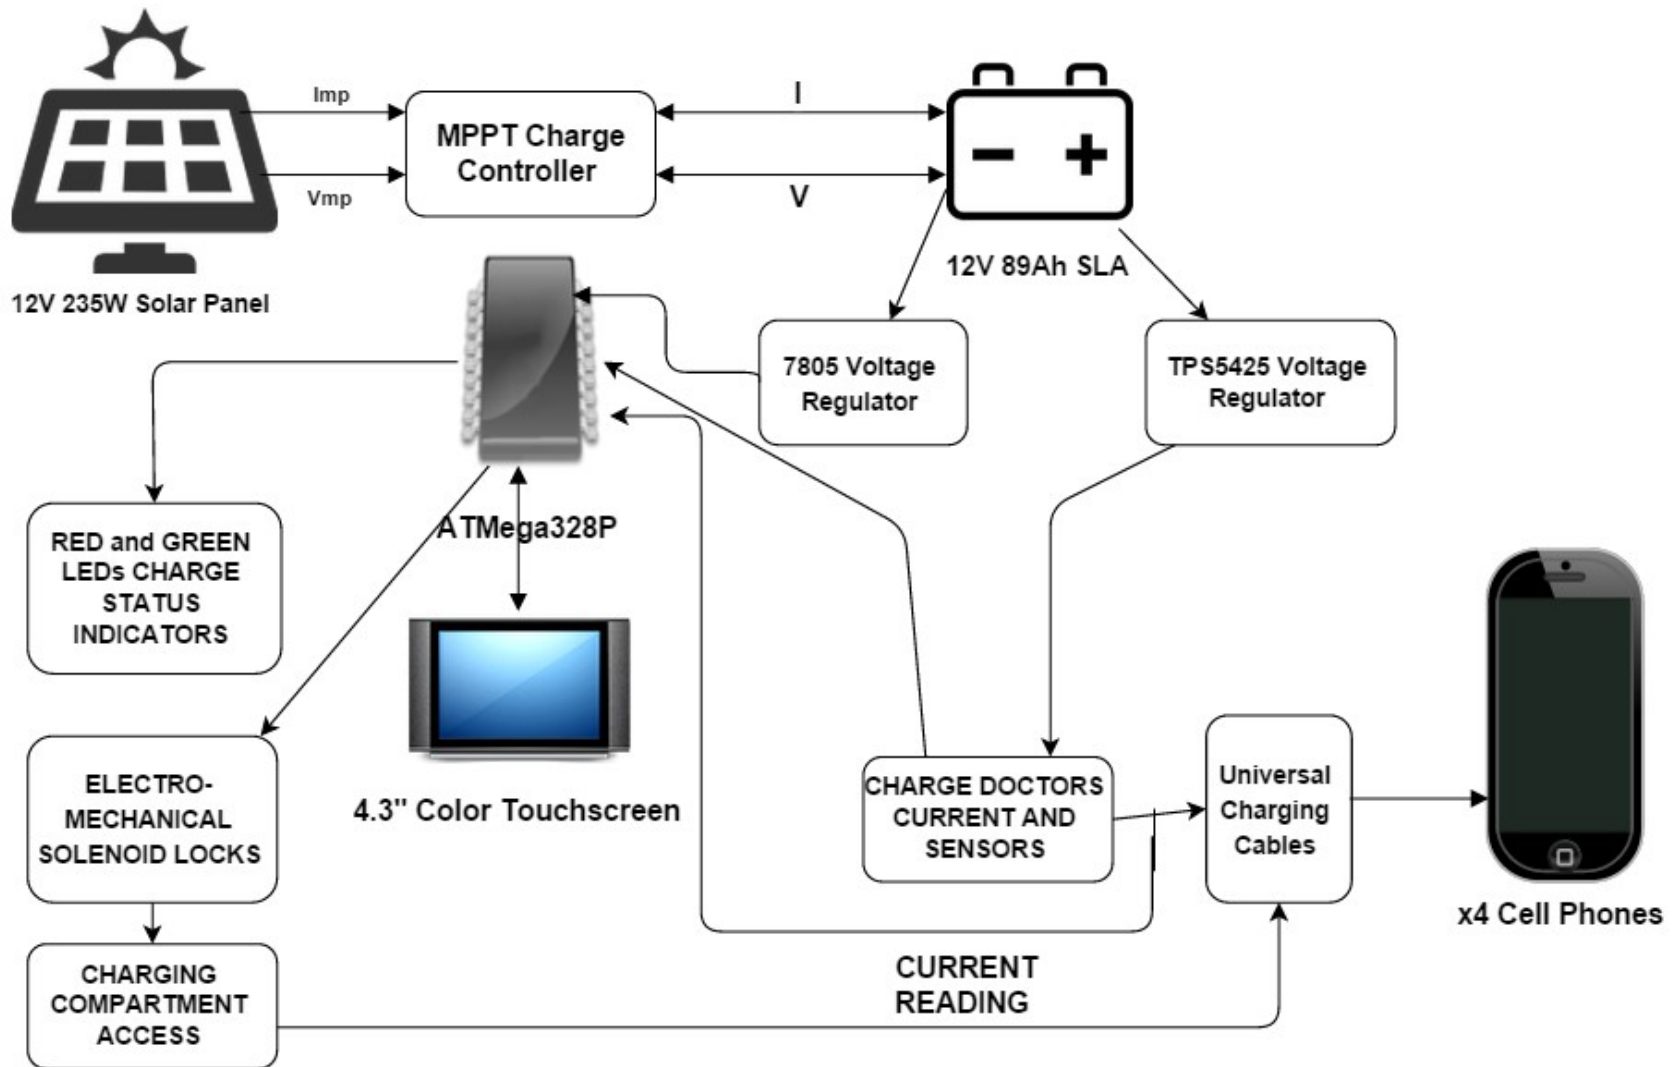 Imp
Vmp
MPPT Charge
Controller
I
V
12V 235W Solar Panel
12V 89Ah SLA
7805 Voltage
Regulator
TPS5425 Voltage
Regulator
ATMega328P
RED and GREEN
LEDs CHARGE
STATUS
INDICATORS
4.3" Color Touchscreen
ELECTRO-
MECHANICAL
SOLENOID LOCKS
CHARGE DOCTORS
CURRENT AND
SENSORS
Universal
Charging
Cables
x4 Cell Phones
CHARGING
COMPARTMENT
ACCESS
CURRENT
READING